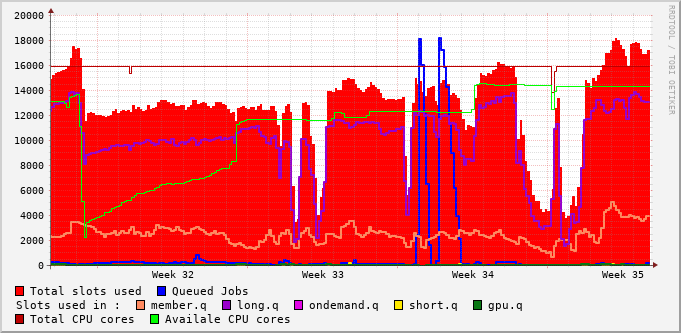 RRDTOOL / TOBI OETIKER
20000
18000
16000
14000
12000
10000
8000
6000
4000
2000
0
Week 32 Week 33 Week 34 Week 35
Total slots used Queued Jobs
Slots used in : member.q long.q ondemand.q short.q gpu.q
Total CPU cores Availale CPU cores